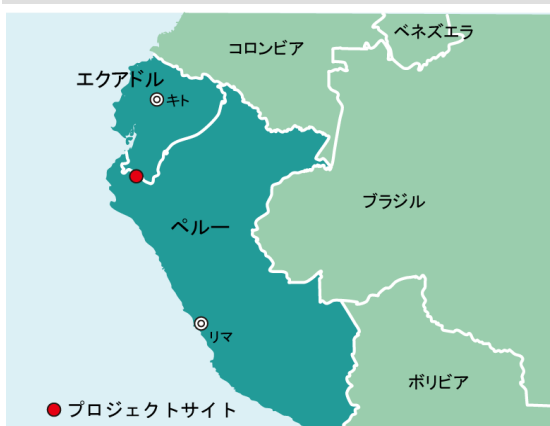 ベネズエラ
コロンビア
エクアドル
キト
ブラジル
ペルー
リマ
ボリビア
プロジェクトサイト